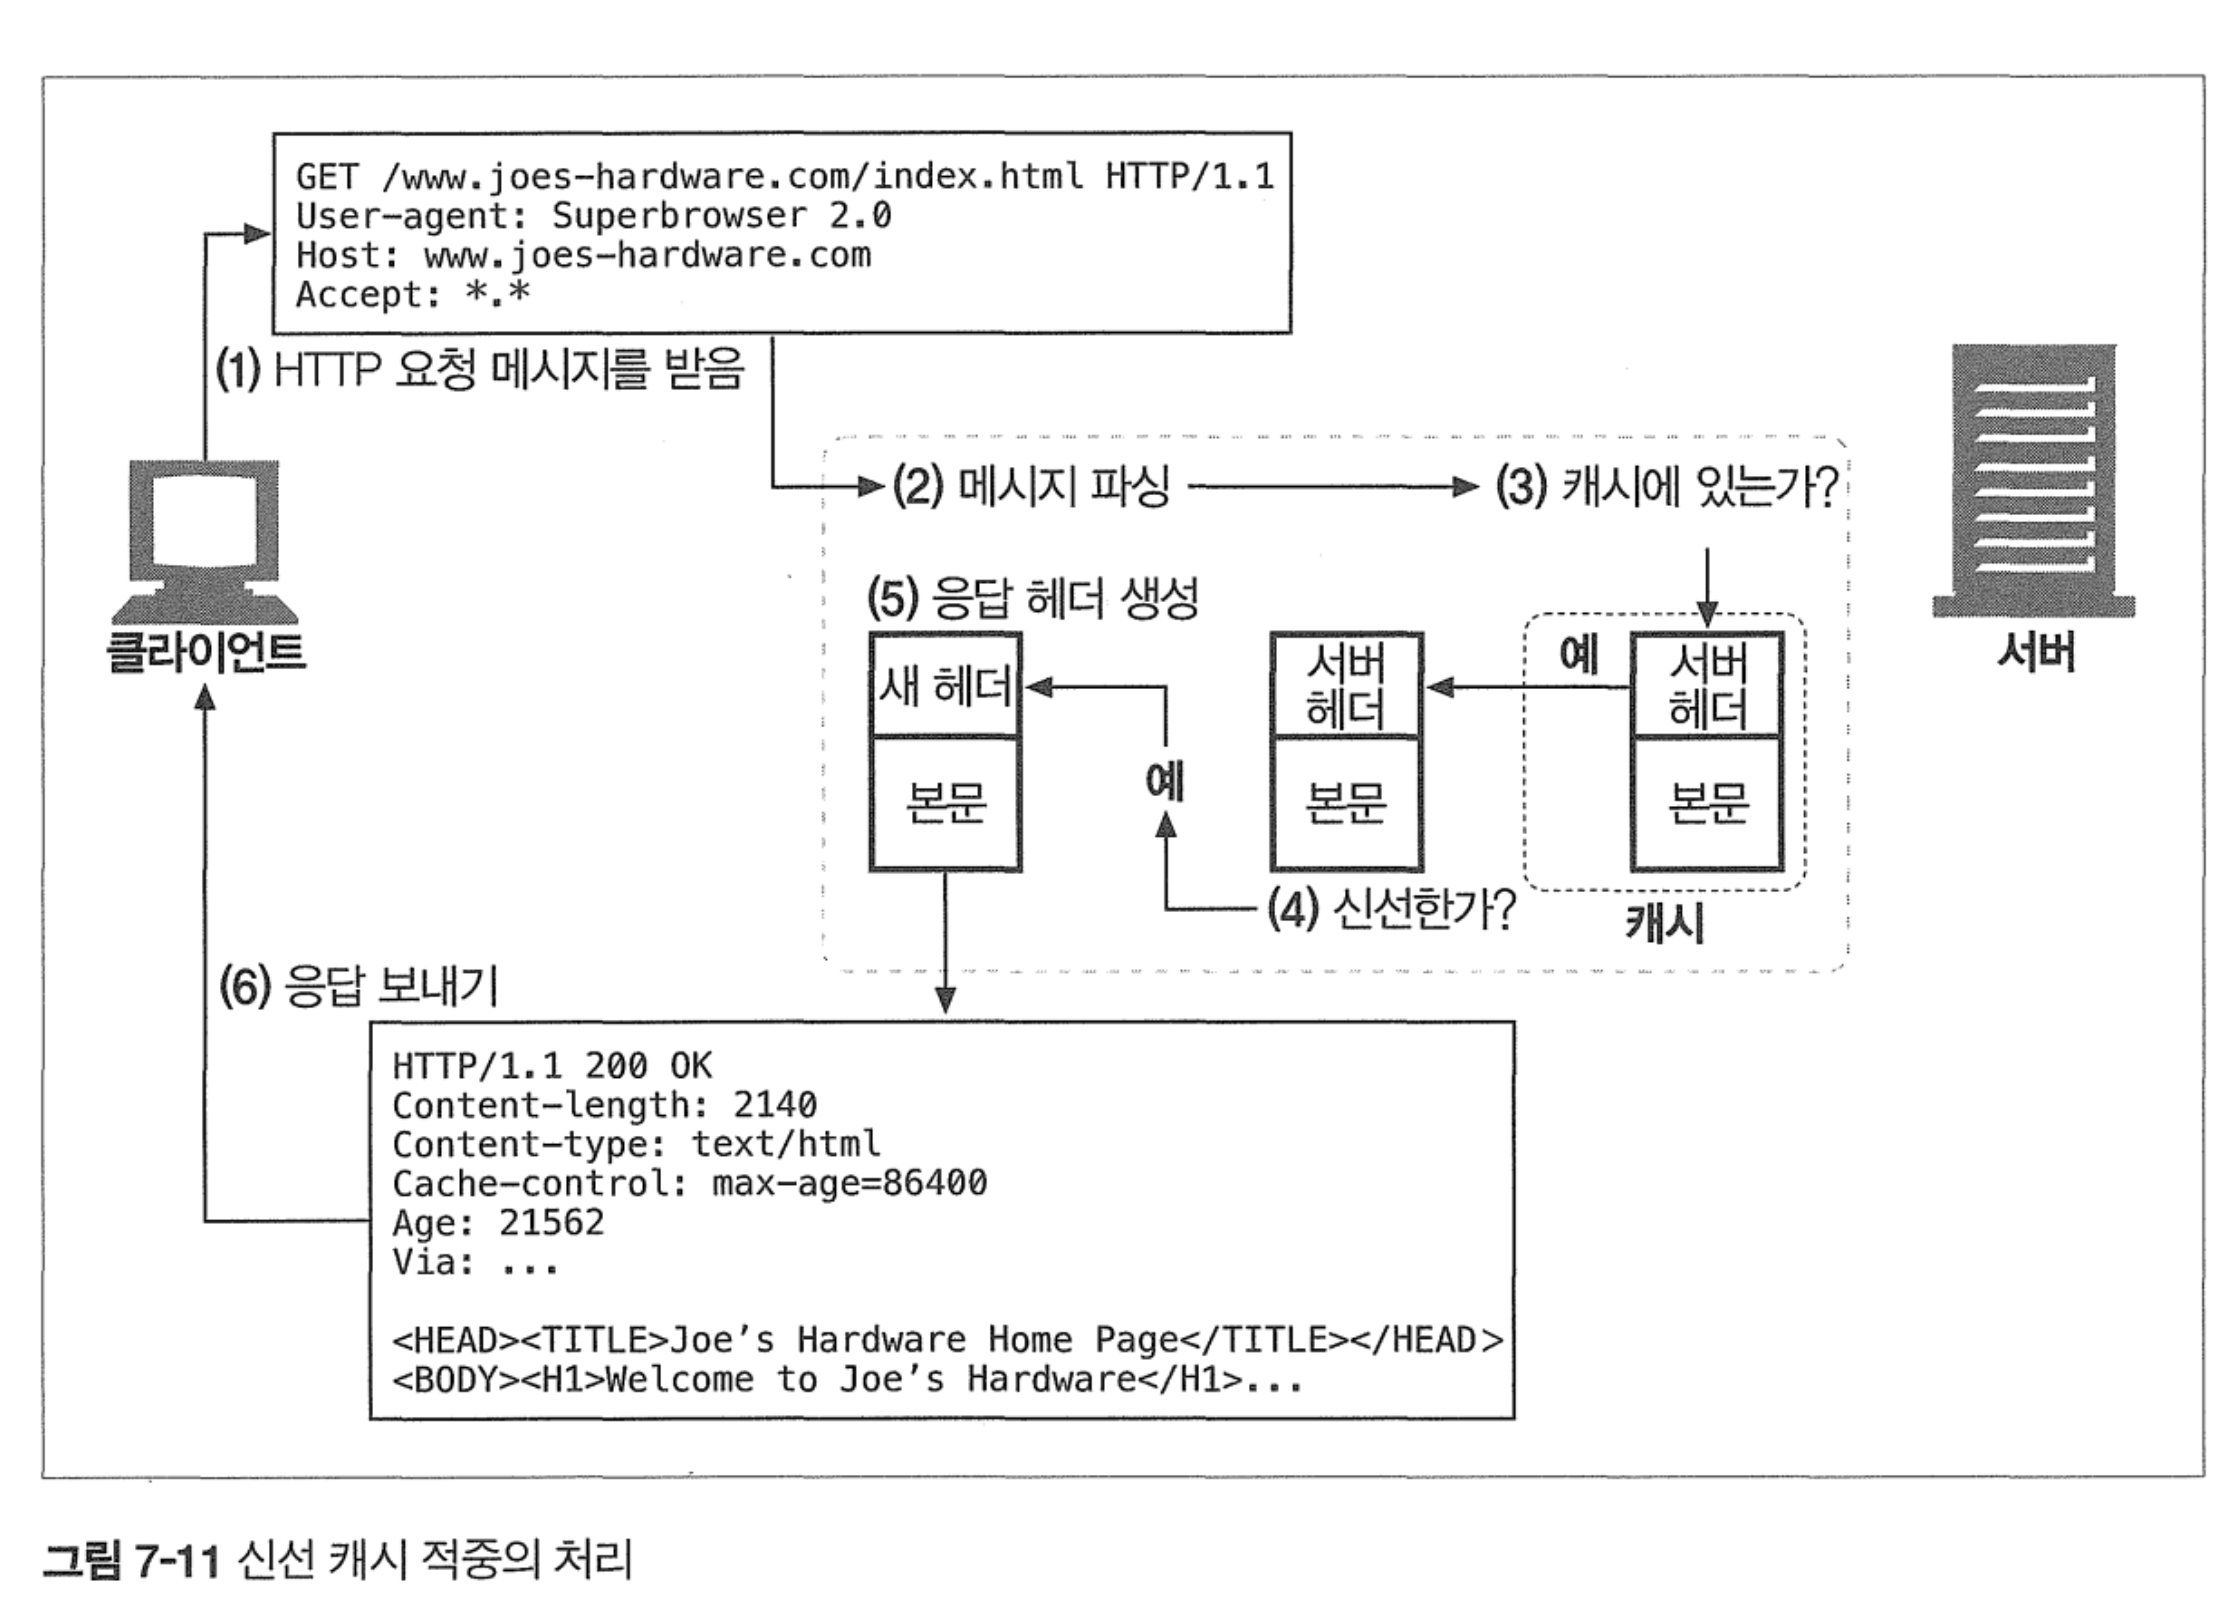 GET /www.joes-hardware.com/index.html HTTP/1.1
User-agent: Superbrowser 2.0
Host: www.joes-hardware.com
Accept: *.*
(1) HTTP 요청 메시지를 받음
(2) 메시지 파싱
(3) 캐시에 있는가?
클라이언트
서버
(5) 응답 헤더 생성
새 헤더
본문
예
서버
헤더
본문
예
서버
헤더
본문
(4) 신선한가?
캐시
(6) 응답 보내기
HTTP/1.1 200 OK
Content-length: 2140
Content-type: text/html
Cache-control: max-age=86400
Age: 21562
Via: ...
<HEAD><TITLE>Joe’s Hardware Home Page</TITLE></HEAD>
<BODY><H1>Welcome to Joe’s Hardware</H1>...
그림 7-11 신선 캐시 적중의 처리